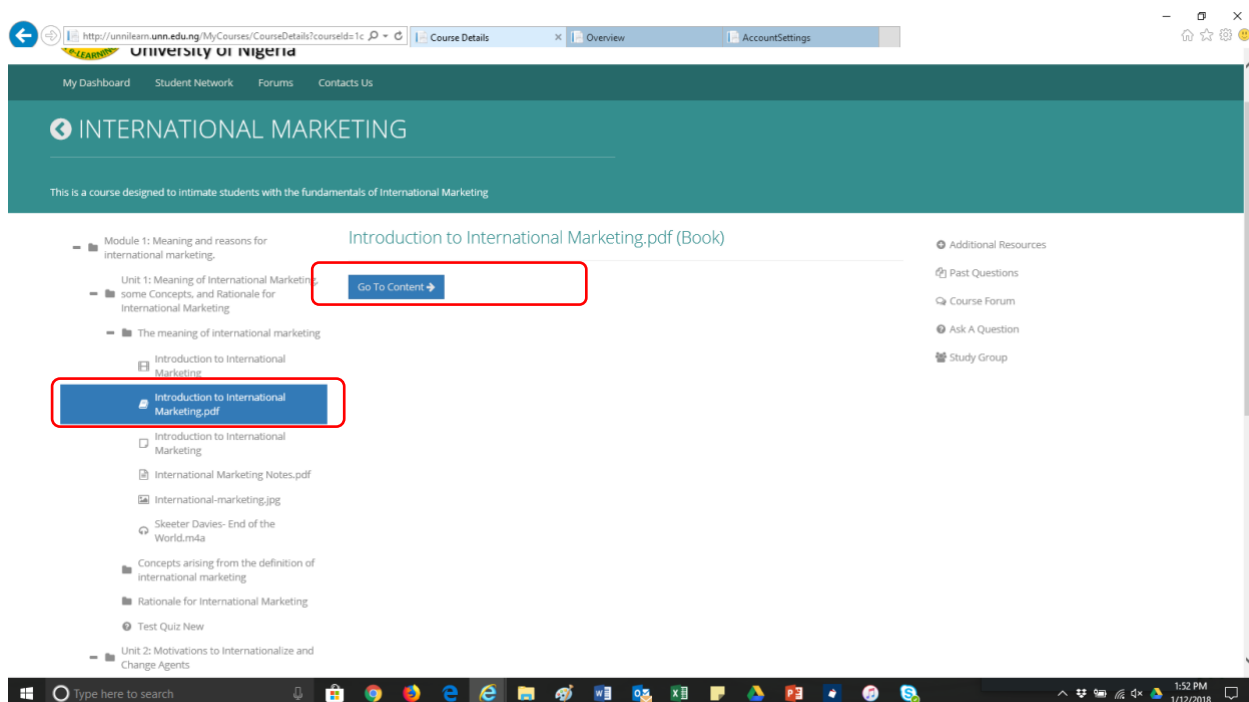 http://unnilearn.unn.edu.ng/MyCourses/CourseDetails?courseId=1c
Course Details
Overview
AccountSettings
e-LEARNING
University of Nigeria
My Dashboard Student Network Forums Contacts Us
INTERNATIONAL MARKETING
This is a course designed to intimate students with the fundamentals of International Marketing
Module 1: Meaning and reasons for
international marketing.
Unit 1: Meaning of International Marketing,
some Concepts, and Rationale for
International Marketing
The meaning of international marketing
Introduction to International
Marketing
Introduction to International
Marketing.pdf
Introduction to International
Marketing
International Marketing Notes.pdf
International-marketing.jpg
Skeeter Davies- End of the
World.m4a
Concepts arising from the definition of
international marketing
Rationale for International Marketing
Test Quiz New
Unit 2: Motivations to Internationalize and
Change Agents
Introduction to International Marketing.pdf (Book)
Go To Content
Additional Resources
Past Questions
Course Forum
Ask A Question
Study Group
Type here to search
1:52 PM
1/12/2018